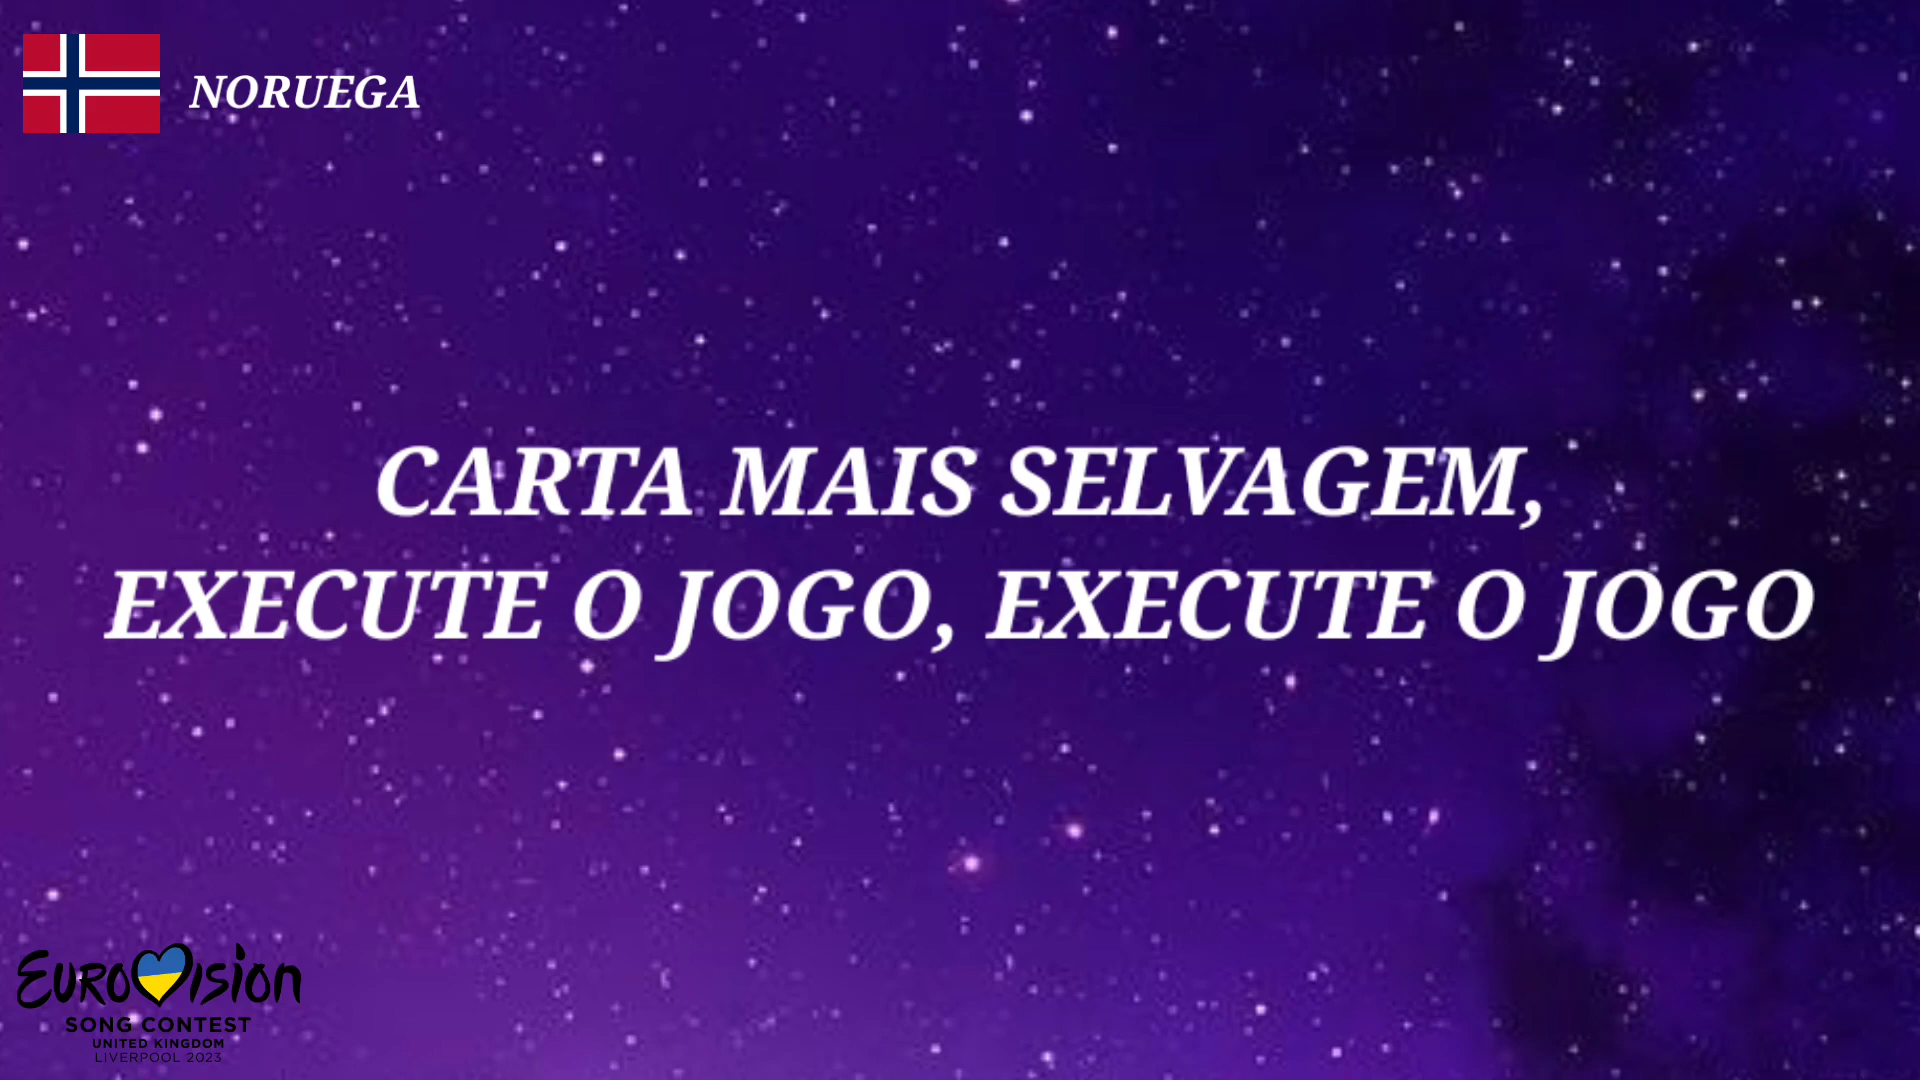 NORUEGA
CARTA MAIS SELVAGEM,
EXECUTE O JOGO, EXECUTE O JOGO
EUROVISION
SONG CONTEST
UNITED KINGDOM
LIVERPOOL 2023